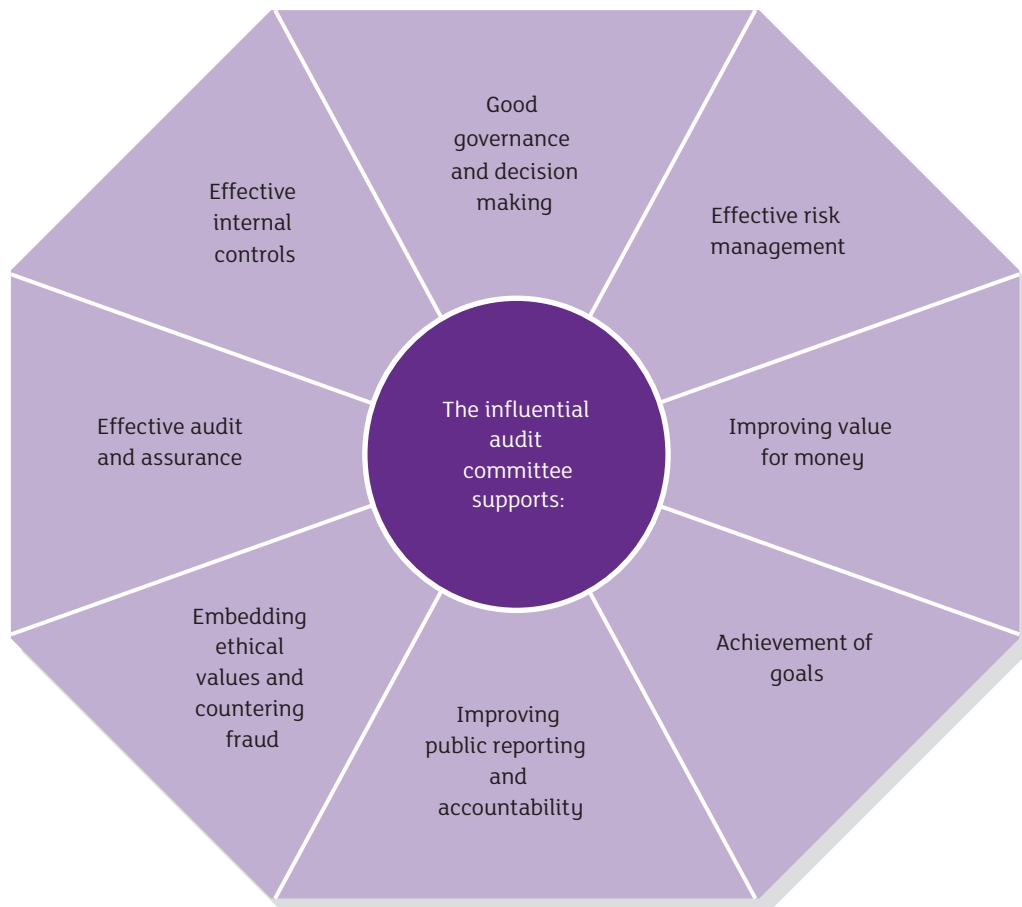 Good
governance
and decision
making
Effective risk
management
Improving value
for money
Achievement of
goals
Improving
public reporting
and
accountability
Embedding
ethical
values and
countering
fraud
Effective audit
and assurance
Effective
internal
controls
The influential
audit
committee
supports: